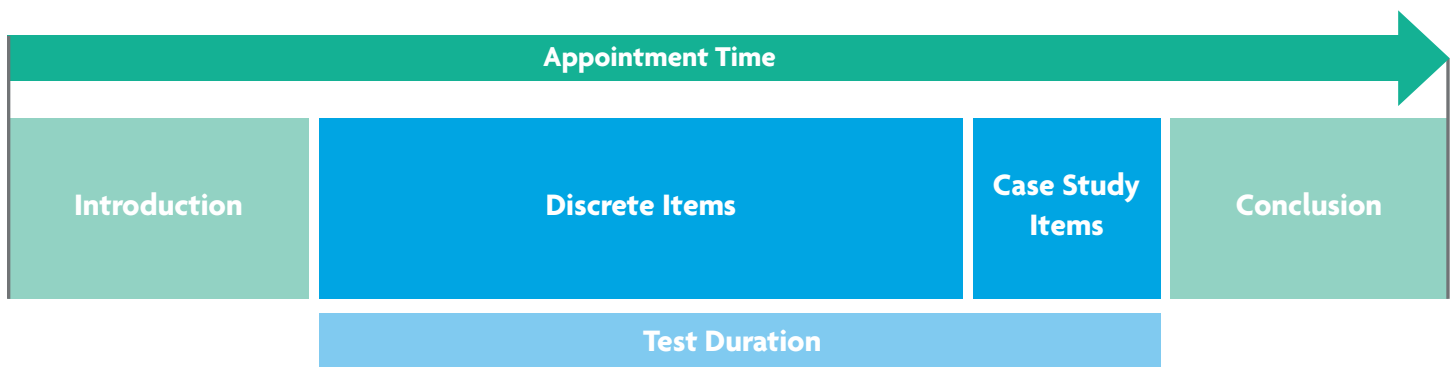 Appointment Time
Introduction
Discrete Items
Case Study
Items
Conclusion
Test Duration